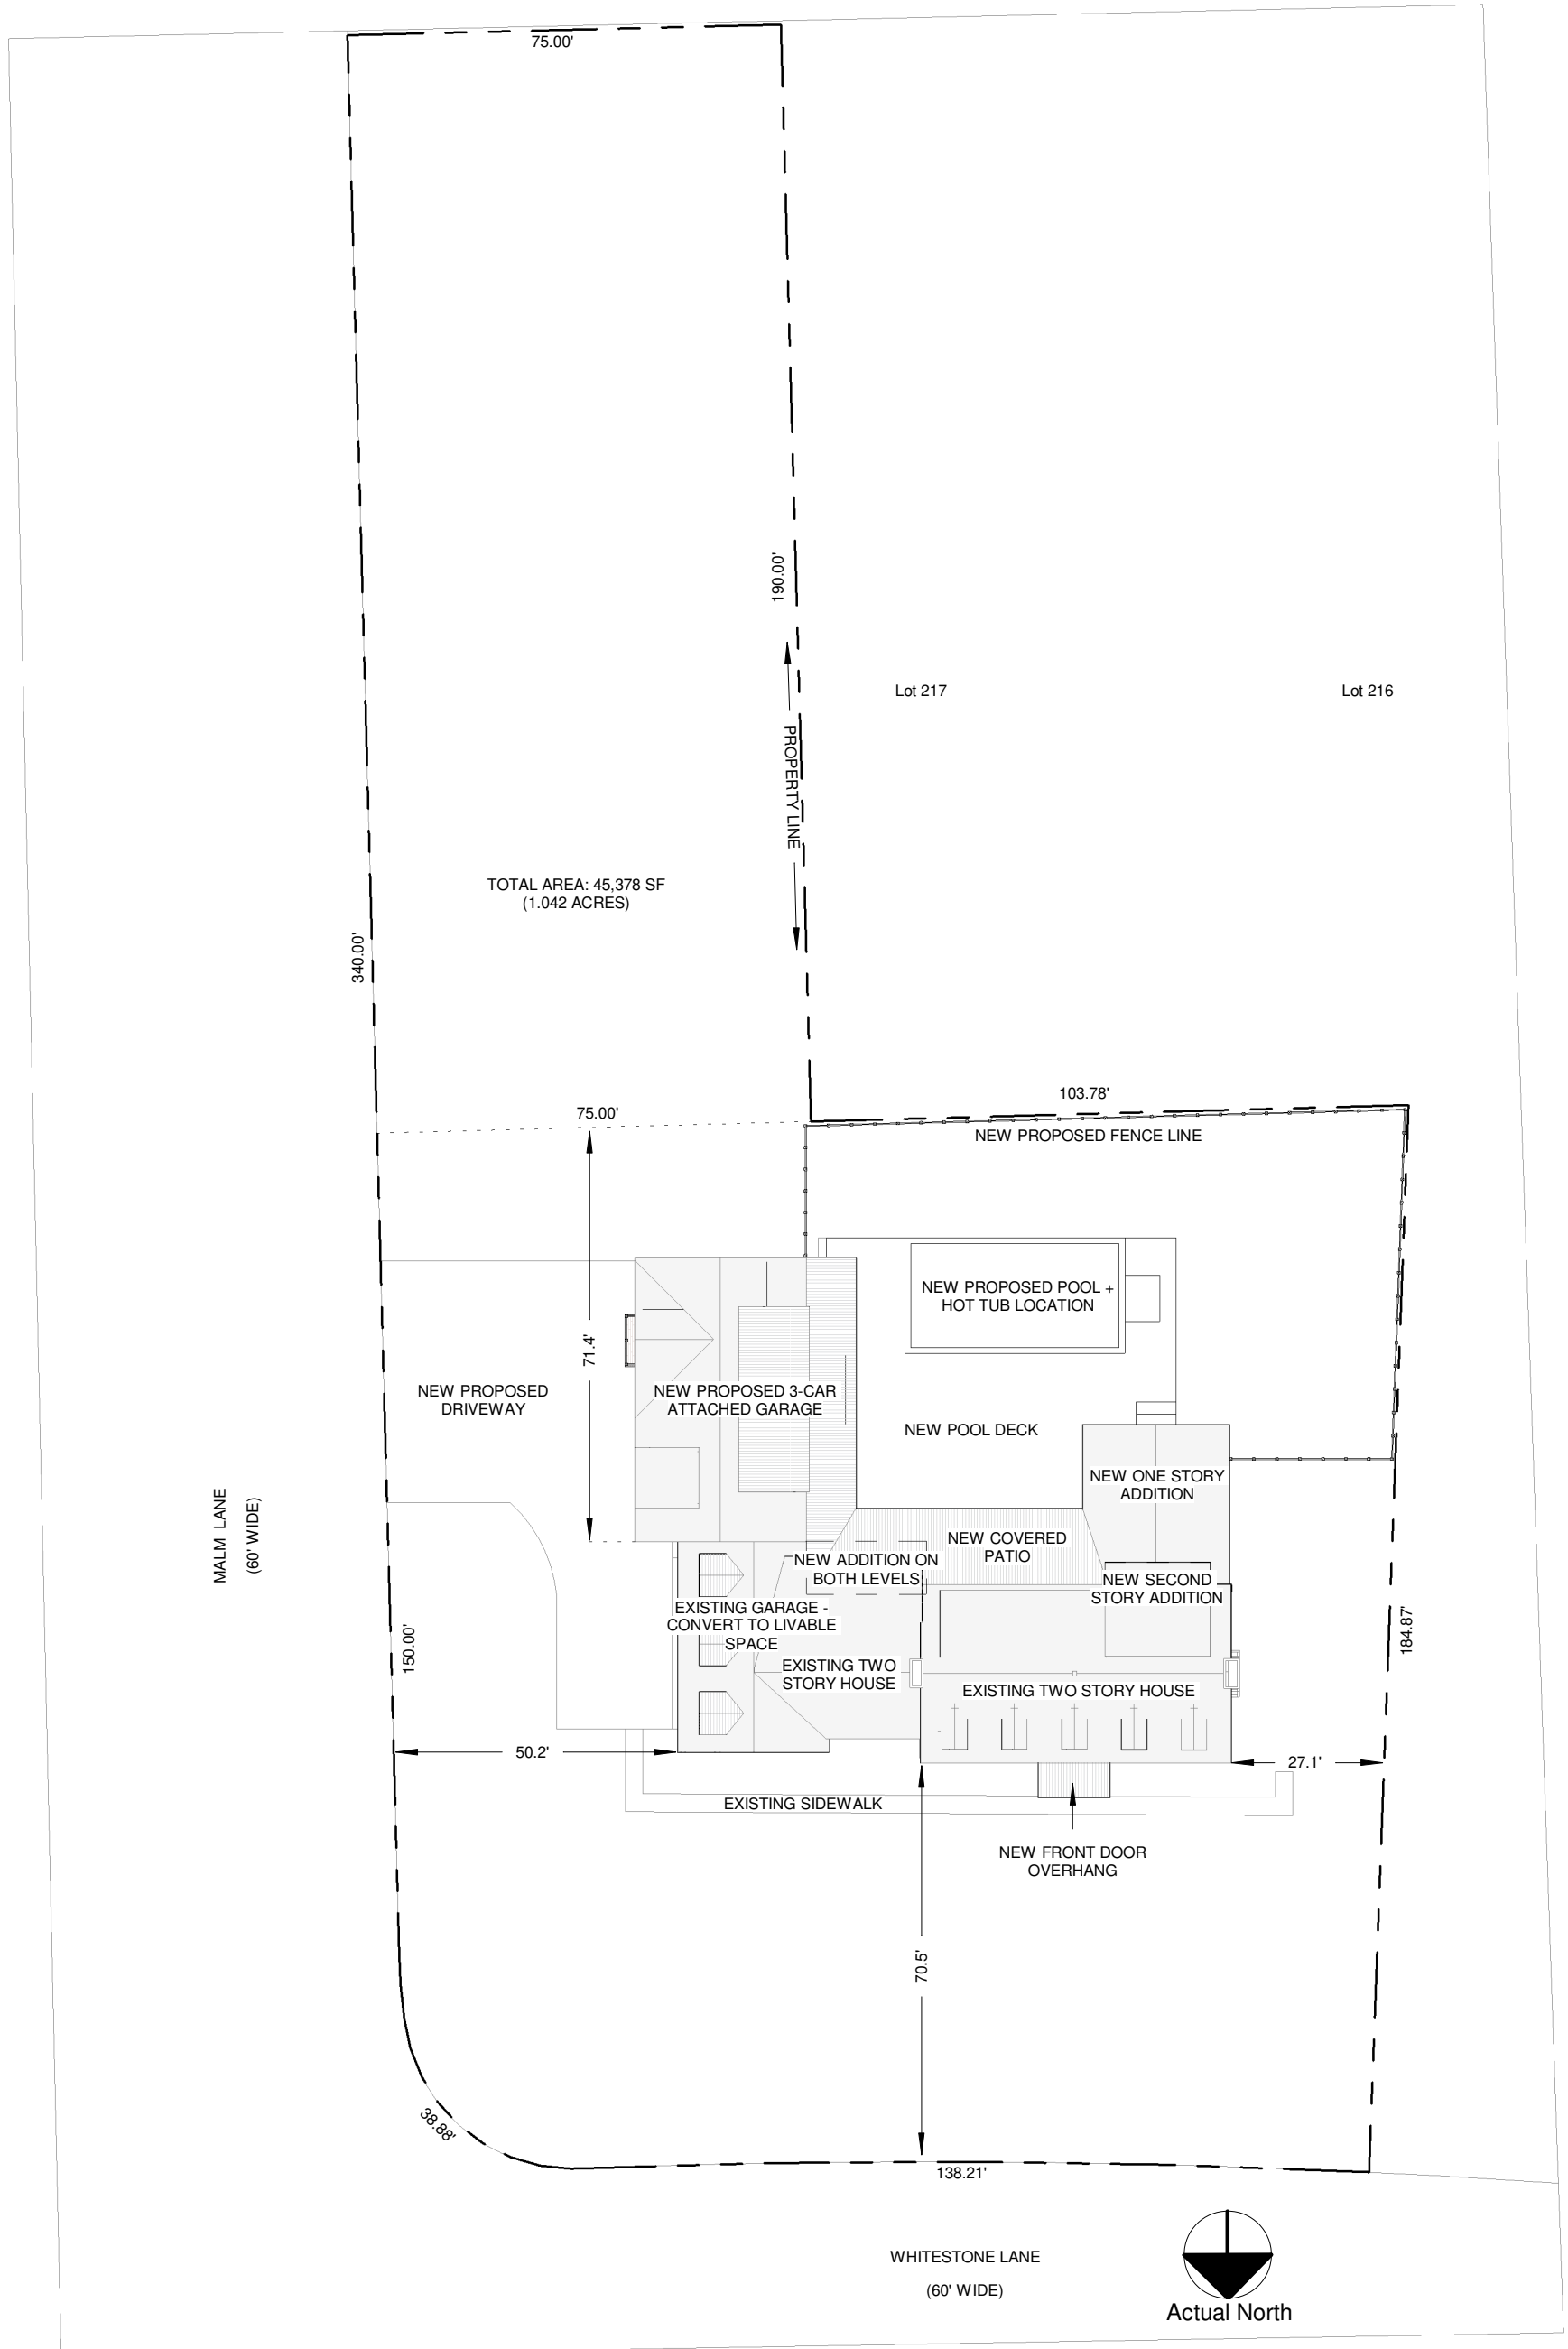 75.00'
190.00'
Lot 217
Lot 216
PROPERTY LINE
TOTAL AREA: 45,378 SF
(1.042 ACRES)
340.00'
103.78'
75.00'
NEW PROPOSED FENCE LINE
NEW PROPOSED POOL +
HOT TUB LOCATION
71.4'
NEW PROPOSED
DRIVEWAY
NEW PROPOSED 3-CAR
ATTACHED GARAGE
NEW POOL DECK
NEW ONE STORY
ADDITION
MALM LANE
(60' WIDE)
NEW COVERED
PATIO
NEW ADDITION ON
BOTH LEVELS
NEW SECOND
STORY ADDITION
EXISTING GARAGE -
CONVERT TO LIVABLE
SPACE
150.00'
184.87'
EXISTING TWO
STORY HOUSE
EXISTING TWO STORY HOUSE
50.2'
27.1'
EXISTING SIDEWALK
NEW FRONT DOOR
OVERHANG
70.5'
38.88'
138.21'
WHITESTONE LANE
(60' WIDE)
Actual North